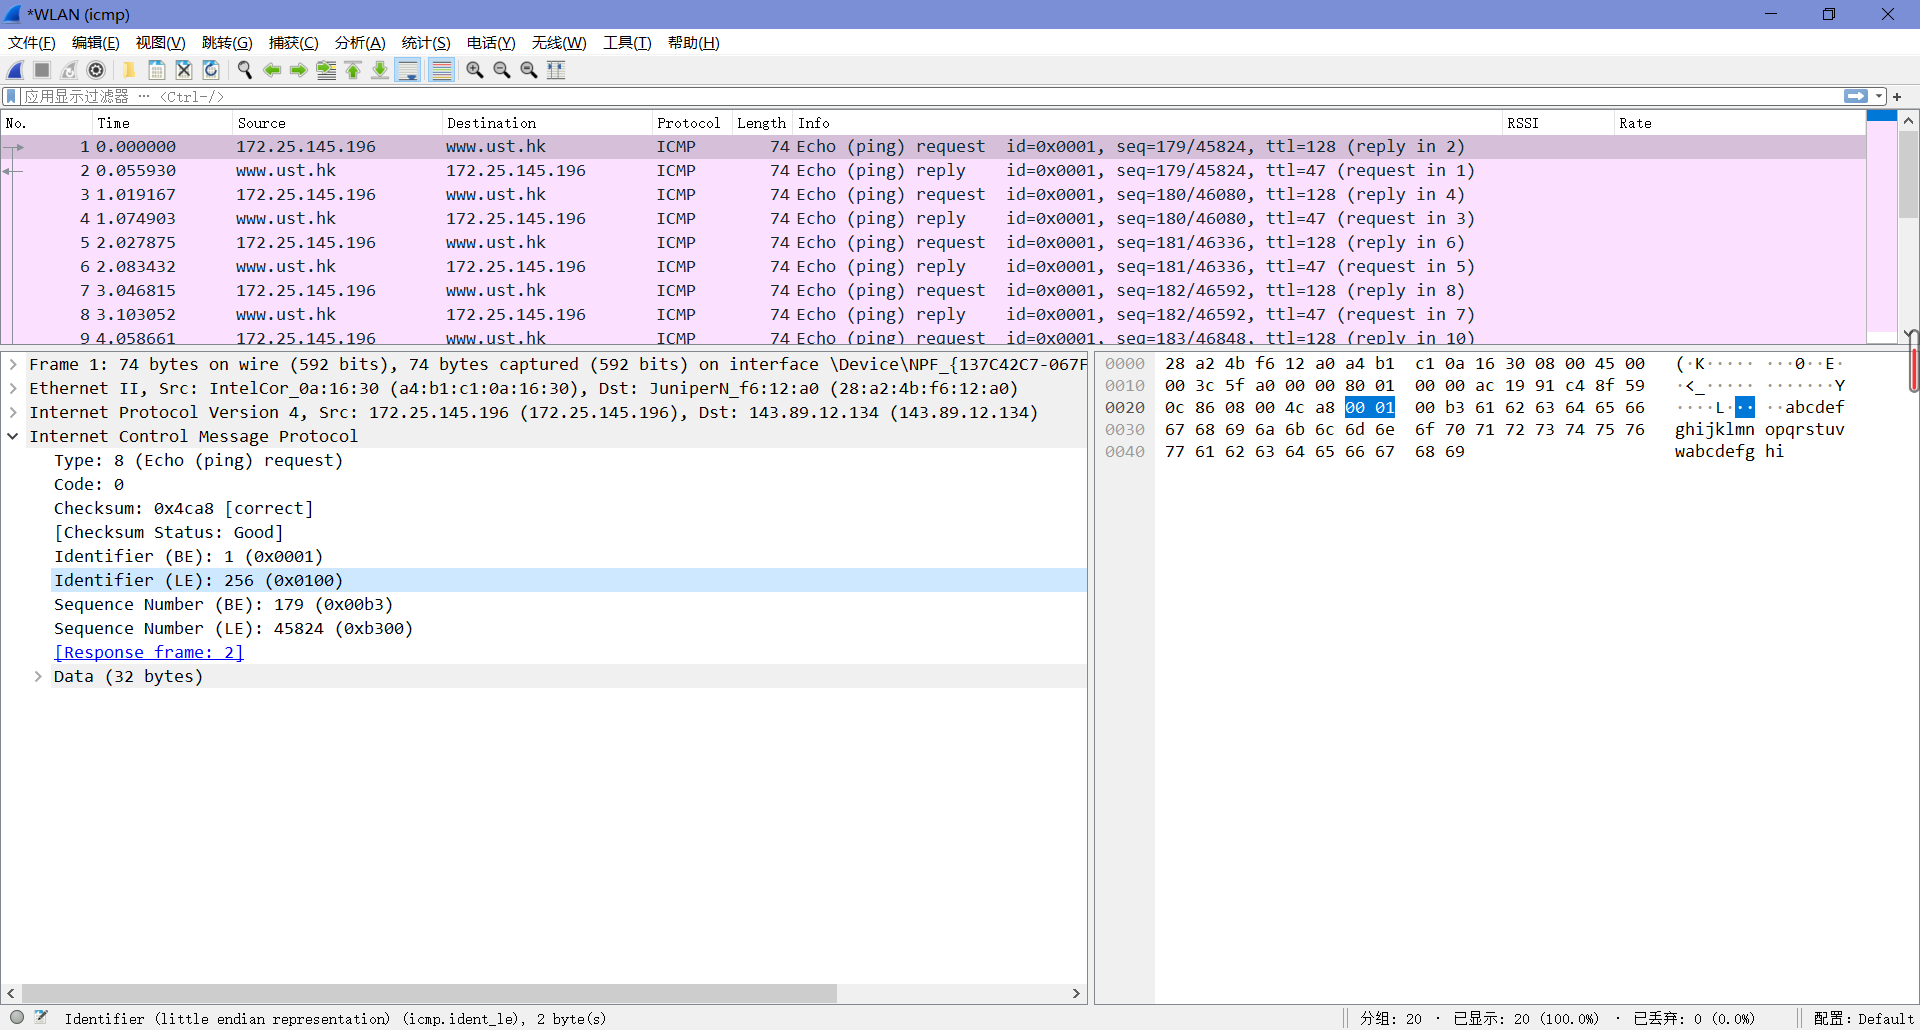 *WLAN (icmp)
文件(F) 编辑(E) 视图(V) 跳转(G) 捕获(C) 分析(A) 统计(S) 电话(Y) 无线(W) 工具(T) 帮助(H)
应用显示过滤器 … <Ctrl-/>
No. Time Source Destination Protocol Length Info RSSI Rate
1 0.000000 172.25.145.196 www.ust.hk ICMP 74 Echo (ping) request id=0x0001, seq=179/45824, ttl=128 (reply in 2)
2 0.055930 www.ust.hk 172.25.145.196 ICMP 74 Echo (ping) reply id=0x0001, seq=179/45824, ttl=47 (request in 1)
3 1.019167 172.25.145.196 www.ust.hk ICMP 74 Echo (ping) request id=0x0001, seq=180/46080, ttl=128 (reply in 4)
4 1.074903 www.ust.hk 172.25.145.196 ICMP 74 Echo (ping) reply id=0x0001, seq=180/46080, ttl=47 (request in 3)
5 2.027875 172.25.145.196 www.ust.hk ICMP 74 Echo (ping) request id=0x0001, seq=181/46336, ttl=128 (reply in 6)
6 2.083432 www.ust.hk 172.25.145.196 ICMP 74 Echo (ping) reply id=0x0001, seq=181/46336, ttl=47 (request in 5)
7 3.046815 172.25.145.196 www.ust.hk ICMP 74 Echo (ping) request id=0x0001, seq=182/46592, ttl=128 (reply in 8)
8 3.103052 www.ust.hk 172.25.145.196 ICMP 74 Echo (ping) reply id=0x0001, seq=182/46592, ttl=47 (request in 7)
9 4.058661 172.25.145.196 www.ust.hk ICMP 74 Echo (ping) request id=0x0001, seq=183/46848, ttl=128 (reply in 10)
Frame 1: 74 bytes on wire (592 bits), 74 bytes captured (592 bits) on interface \Device\NPF_{137C42C7-067F
Ethernet II, Src: IntelCor_0a:16:30 (a4:b1:c1:0a:16:30), Dst: JuniperN_f6:12:a0 (28:a2:4b:f6:12:a0)
Internet Protocol Version 4, Src: 172.25.145.196 (172.25.145.196), Dst: 143.89.12.134 (143.89.12.134)
Internet Control Message Protocol
Type: 8 (Echo (ping) request)
Code: 0
Checksum: 0x4ca8 [correct]
[Checksum Status: Good]
Identifier (BE): 1 (0x0001)
Identifier (LE): 256 (0x0100)
Sequence Number (BE): 179 (0x00b3)
Sequence Number (LE): 45824 (0xb300)
[Response frame: 2]
Data (32 bytes)
0000 28 a2 4b f6 12 a0 a4 b1 c1 0a 16 30 08 00 45 00 (·K····· ···0··E·
0010 00 3c 5f a0 00 00 80 01 00 00 ac 19 91 c4 8f 59 ·<_····· ·······Y
0020 0c 86 08 00 4c a8 00 01 00 b3 61 62 63 64 65 66 ····L··· ··abcdef
0030 67 68 69 6a 6b 6c 6d 6e 6f 70 71 72 73 74 75 76 ghijklmn opqrstuv
0040 77 61 62 63 64 65 66 67 68 69 wabcdefg hi
Identifier (little endian representation) (icmp.ident_le), 2 byte(s)
分组: 20 · 已显示: 20 (100.0%) · 已丢弃: 0 (0.0%)
配置: Default